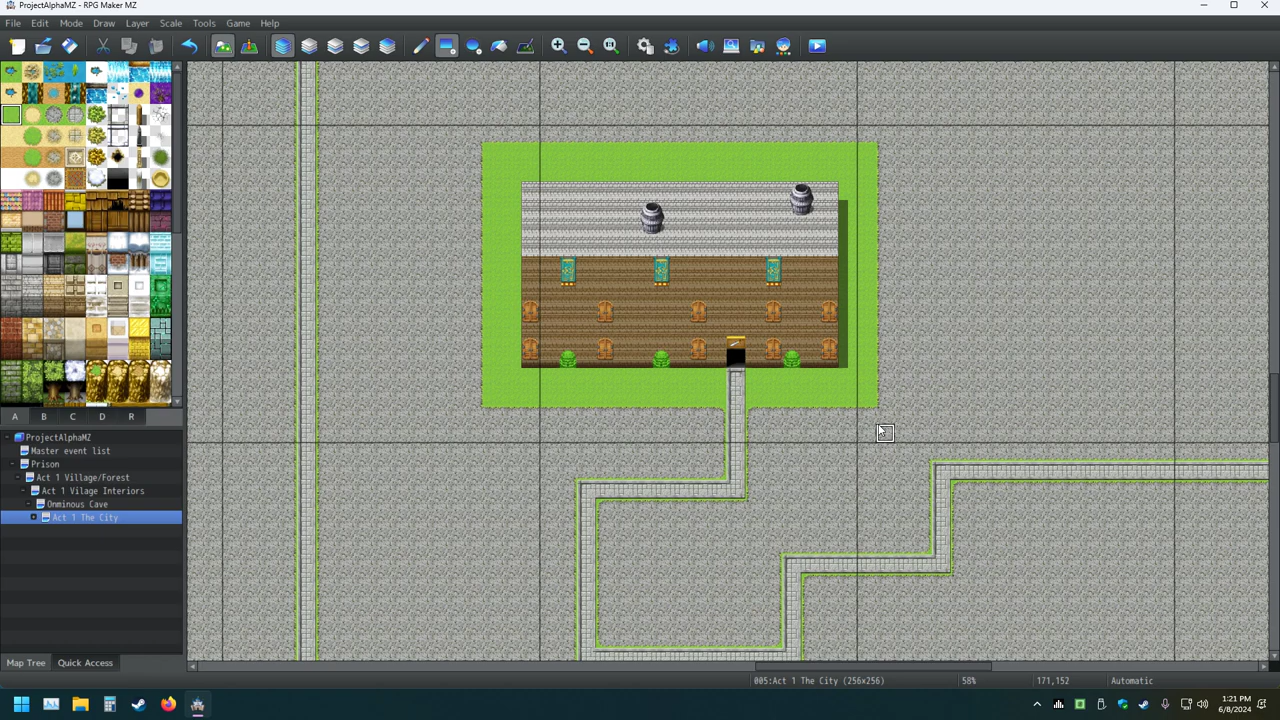 ProjectAlphaMZ - RPG Maker MZ
File Edit Mode Draw Layer Scale Tools Game Help
A B C D R
ProjectAlphaMZ
Master event list
Prison
Act 1 Village/Forest
Act 1 Vilage Interiors
Onminous Cave
Act 1 The City
Map Tree Quick Access
005:Act 1 The City (256x256) 58% 171,152 Automatic
1:21 PM
6/8/2024